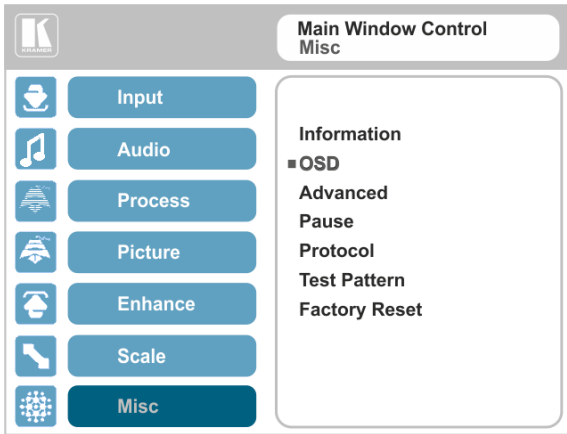 KRAMER
Main Window Control
Misc
Input
Audio
Process
Picture
Enhance
Scale
Misc
Information
OSD
Advanced
Pause
Protocol
Test Pattern
Factory Reset